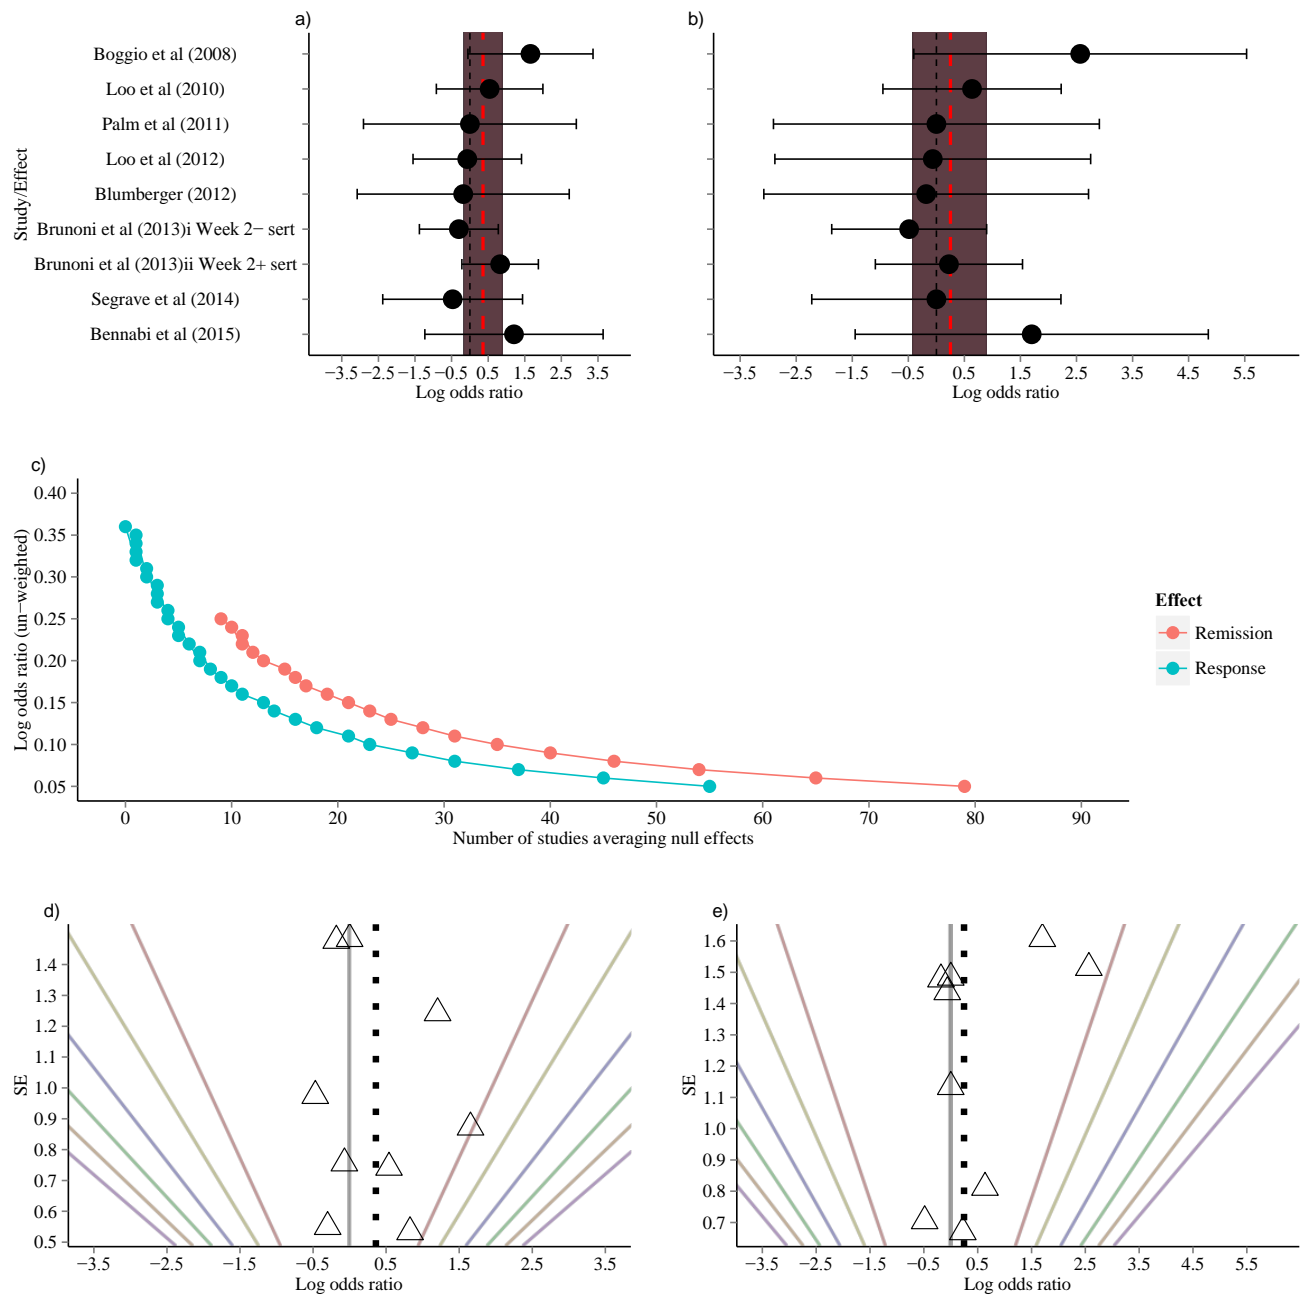 a)
b)
Study/Effect
Boggio et al (2008)
Loo et al (2010)
Palm et al (2011)
Loo et al (2012)
Blumberger (2012)
Brunoni et al (2013)i Week 2− sert
Brunoni et al (2013)ii Week 2+ sert
Segrave et al (2014)
Bennabi et al (2015)
−3.5 −2.5 −1.5 −0.5 0.5 1.5 2.5 3.5
Log odds ratio
−3.5 −2.5 −1.5 −0.5 0.5 1.5 2.5 3.5 4.5 5.5
Log odds ratio
c)
Log odds ratio (un−weighted)
0.40
0.35
0.30
0.25
0.20
0.15
0.10
0.05
0 10 20 30 40 50 60 70 80 90
Number of studies averaging null effects
Effect
Remission
Response
d)
SE
1.4
1.3
1.2
1.1
1.0
0.9
0.8
0.7
0.6
0.5
−3.5 −2.5 −1.5 −0.5 0.5 1.5 2.5 3.5
Log odds ratio
e)
SE
1.6
1.5
1.4
1.3
1.2
1.1
1.0
0.9
0.8
0.7
−3.5 −2.5 −1.5 −0.5 0.5 1.5 2.5 3.5 4.5 5.5
Log odds ratio